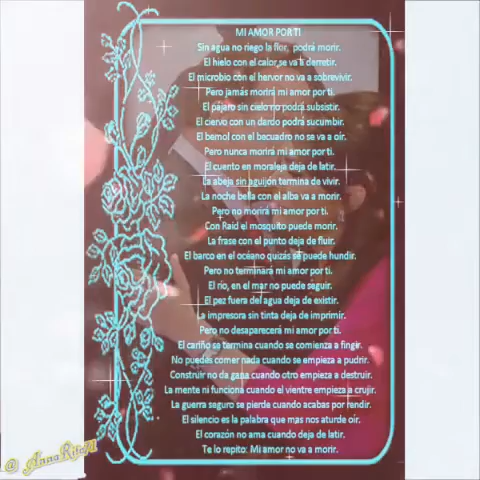 MI AMOR POR TI
Sin agua no riego la flor, podrá morir.
El hielo con el calor se va a derretir.
El microbio con el hervor no va a sobrevivir.
Pero jamás morirá mi amor por ti.
El pájaro sin cielo no podrá subsistir.
El ciervo con un dardo podrá sucumbir.
El bemol con el becuadro no se va a oír.
Pero nunca morirá mi amor por ti.
El cuento en moraleja deja de latir.
La abeja sin aguijón termina de vivir.
La noche bella con el alba va a morir.
Pero no morirá mi amor por ti.
Con Raid el mosquito puede morir.
La frase con el punto deja de fluir.
El barco en el océano quizás se puede hundir.
Pero no terminará mi amor por ti.
El río, en el mar no puede seguir.
El pez fuera del agua deja de existir.
La impresora sin tinta deja de imprimir.
Pero no desaparecerá mi amor por ti.
El cariño se termina cuando se comienza a fingir.
No puedes comer nada cuando se empieza a pudrir.
Construir no da gana cuando otro empieza a destruir.
La mente ni funciona cuando el vientre empieza a crujir.
La guerra seguro se pierde cuando acabas por rendir.
El silencio es la palabra que mas nos aturde oír.
El corazón no ama cuando deja de latir.
Te lo repito: Mi amor no va a morir.